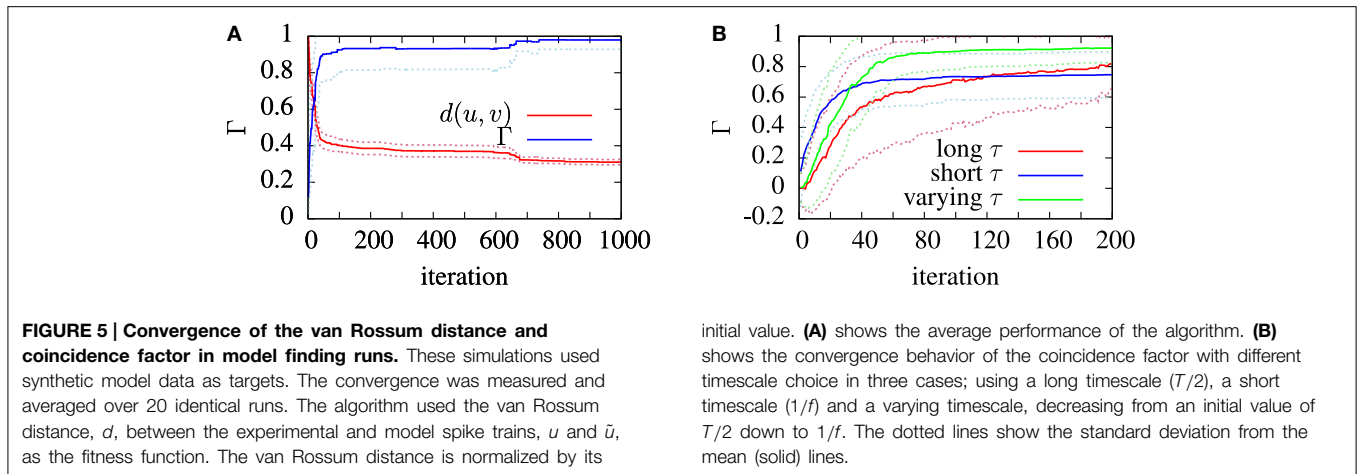 A
1
0.8
0.6
0.4
0.2
0
Γ
d(u, v)
Γ
0 200 400 600 800 1000
iteration
B
1
0.8
0.6
0.4
0.2
0
-0.2
Γ
long τ
short τ
varying τ
0 40 80 120 160 200
iteration
FIGURE 5 | Convergence of the van Rossum distance and
coincidence factor in model finding runs. These simulations used
synthetic model data as targets. The convergence was measured and
averaged over 20 identical runs. The algorithm used the van Rossum
distance, d, between the experimental and model spike trains, u and ũ,
as the fitness function. The van Rossum distance is normalized by its
initial value. (A) shows the average performance of the algorithm. (B)
shows the convergence behavior of the coincidence factor with different
timescale choice in three cases; using a long timescale (T/2), a short
timescale (1/f) and a varying timescale, decreasing from an initial value of
T/2 down to 1/f. The dotted lines show the standard deviation from the
mean (solid) lines.